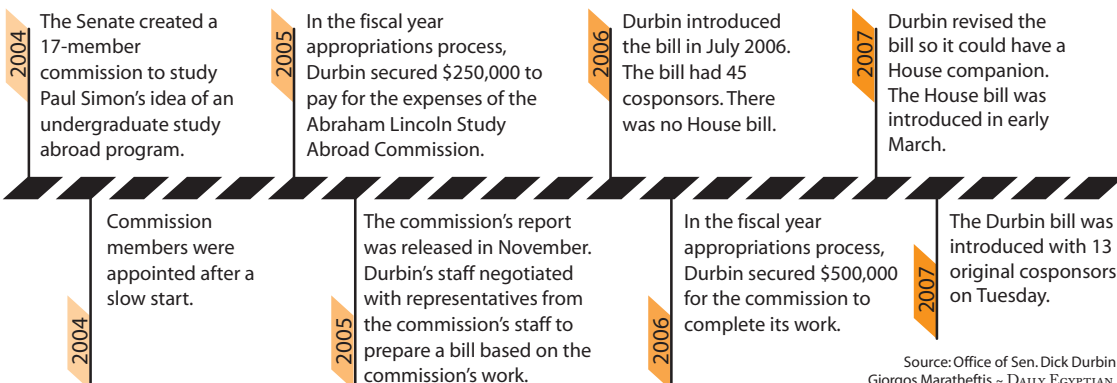 2004
The Senate created a
17-member
commission to study
Paul Simon's idea of an
undergraduate study
abroad program.
2004
Commission
members were
appointed after a
slow start.
2005
In the fiscal year
appropriations process,
Durbin secured $250,000 to
pay for the expenses of the
Abraham Lincoln Study
Abroad Commission.
2005
The commission's report
was released in November.
Durbin's staff negotiated
with representatives from
the commission's staff to
prepare a bill based on the
commission's work.
2006
Durbin introduced
the bill in July 2006.
The bill had 45
cosponsors. There
was no House bill.
2006
In the fiscal year
appropriations process,
Durbin secured $500,000
for the commission to
complete its work.
2007
Durbin revised the
bill so it could have a
House companion.
The House bill was
introduced in early
March.
2007
The Durbin bill was
introduced with 13
original cosponsors
on Tuesday.
Source: Office of Sen. Dick Durbin
Giorgos Maratheftis ~ DAILY EGYPTIAN